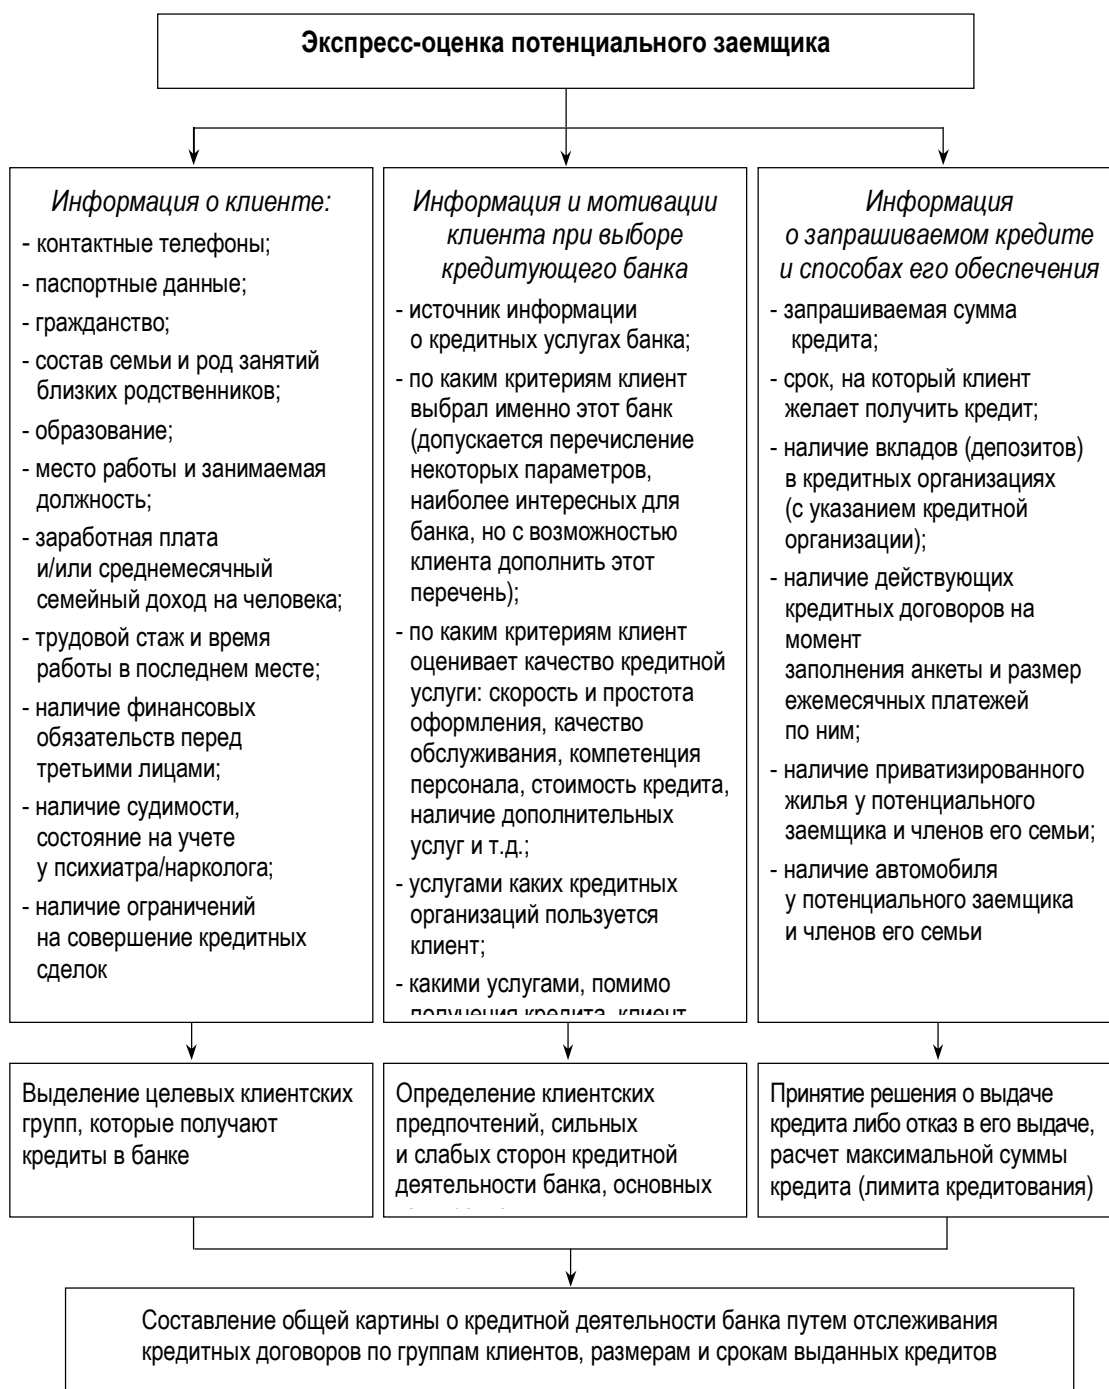 Экспресс-оценка потенциального заемщика
Информация о клиенте:
- контактные телефоны;
- паспортные данные;
- гражданство;
- состав семьи и род занятий
близких родственников;
- образование;
- место работы и занимаемая
должность;
- заработная плата
и/или среднемесячный
семейный доход на человека;
- трудовой стаж и время
работы в последнем месте;
- наличие финансовых
обязательств перед
третьими лицами;
- наличие судимости,
состояние на учете
у психиатра/нарколога;
- наличие ограничений
на совершение кредитных
сделок
Информация и мотивации
клиента при выборе
кредитующего банка
- источник информации
о кредитных услугах банка;
- по каким критериям клиент
выбрал именно этот банк
(допускается перечисление
некоторых параметров,
наиболее интересных для
банка, но с возможностью
клиента дополнить этот
перечень);
- по каким критериям клиент
оценивает качество кредитной
услуги: скорость и простота
оформления, качество
обслуживания, компетенция
персонала, стоимость кредита,
наличие дополнительных
услуг и т.д.;
- услугами каких кредитных
организаций пользуется
клиент;
- какими услугами, помимо
получения кредита, клиент
Информация
о запрашиваемом кредите
и способах его обеспечения
- запрашиваемая сумма
кредита;
- срок, на который клиент
желает получить кредит;
- наличие вкладов (депозитов)
в кредитных организациях
(с указанием кредитной
организации);
- наличие действующих
кредитных договоров на
момент
заполнения анкеты и размер
ежемесячных платежей
по ним;
- наличие приватизированного
жилья у потенциального
заемщика и членов его семьи;
- наличие автомобиля
у потенциального заемщика
и членов его семьи
Выделение целевых клиентских
групп, которые получают
кредиты в банке
Определение клиентских
предпочтений, сильных
и слабых сторон кредитной
деятельности банка, основных
Принятие решения о выдаче
кредита либо отказ в его выдаче,
расчет максимальной суммы
кредита (лимита кредитования)
Составление общей картины о кредитной деятельности банка путем отслеживания
кредитных договоров по группам клиентов, размерам и срокам выданных кредитов